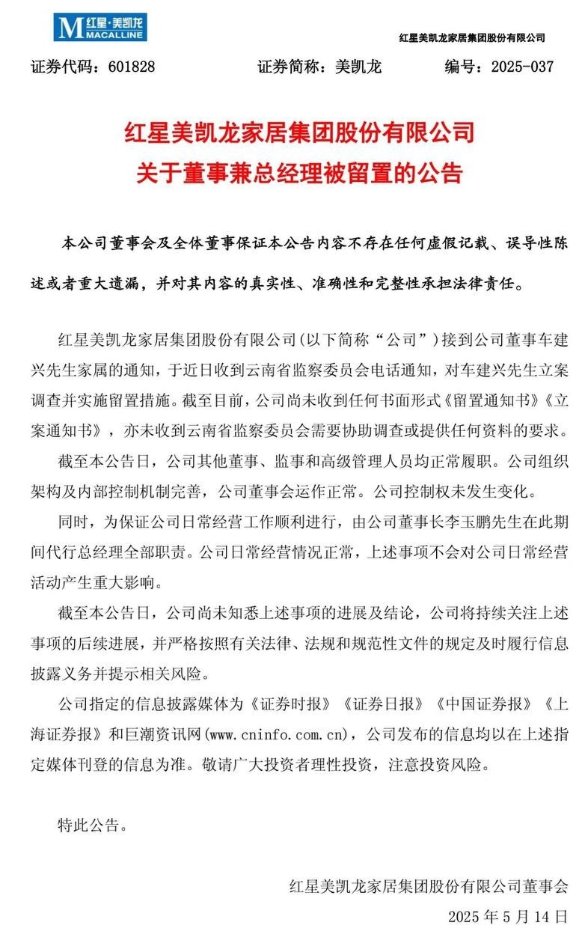 M 红星·美凯龙
MACALLINE
红星美凯龙家居集团股份有限公司
证券代码：601828 证券简称：美凯龙 编号：2025-037
红星美凯龙家居集团股份有限公司
关于董事兼总经理被留置的公告
本公司董事会及全体董事保证本公告内容不存在任何虚假记载、误导性陈
述或者重大遗漏，并对其内容的真实性、准确性和完整性承担法律责任。
红星美凯龙家居集团股份有限公司(以下简称“公司”)接到公司董事车建
兴先生家属的通知，于近日收到云南省监察委员会电话通知，对车建兴先生立案
调查并实施留置措施。截至目前，公司尚未收到任何书面形式《留置通知书》《立
案通知书》，亦未收到云南省监察委员会需要协助调查或提供任何资料的要求。
截至本公告日，公司其他董事、监事和高级管理人员均正常履职。公司组织
架构及内部控制机制完善，公司董事会运作正常。公司控制权未发生变化。
同时，为保证公司日常经营工作顺利进行，由公司董事长李玉鹏先生在此期
间代行总经理全部职责。公司日常经营情况正常，上述事项不会对公司日常经营
活动产生重大影响。
截至本公告日，公司尚未知悉上述事项的进展及结论，公司将持续关注上述
事项的后续进展，并严格按照有关法律、法规和规范性文件的规定及时履行信息
披露义务并提示相关风险。
公司指定的信息披露媒体为《证券时报》《证券日报》《中国证券报》《上
海证券报》和巨潮资讯网(www.cninfo.com.cn)，公司发布的信息均以在上述指
定媒体刊登的信息为准。敬请广大投资者理性投资，注意投资风险。
特此公告。
红星美凯龙家居集团股份有限公司董事会
2025 年 5 月 14 日